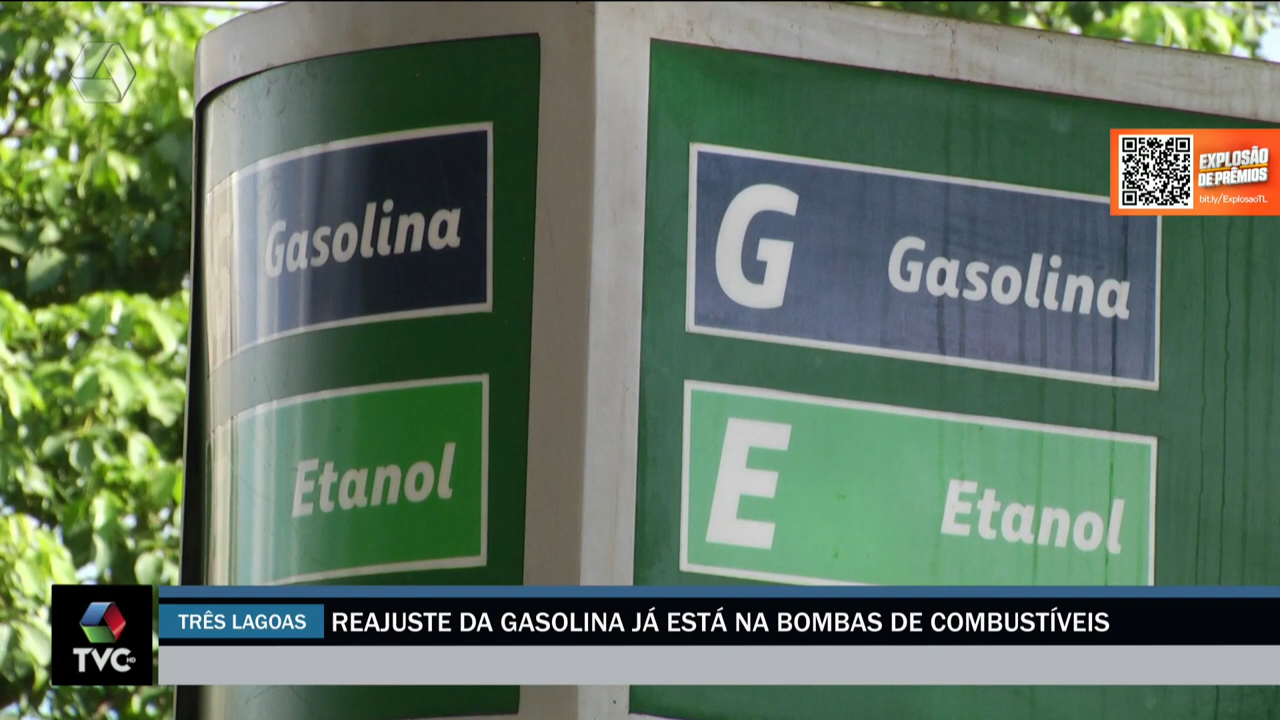 EXPLOSÃO
DE PRÊMIOS
bit.ly/ExplosaoTL
Gasolina
Etanol
G Gasolina
E Etanol
TVC HD
TRÊS LAGOAS
REAJUSTE DA GASOLINA JÁ ESTÁ NA BOMBAS DE COMBUSTÍVEIS